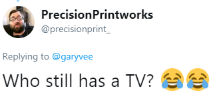 PrecisionPrintworks
@precisionprint_
Replying to @garyvee
Who still has a TV? 😂😂